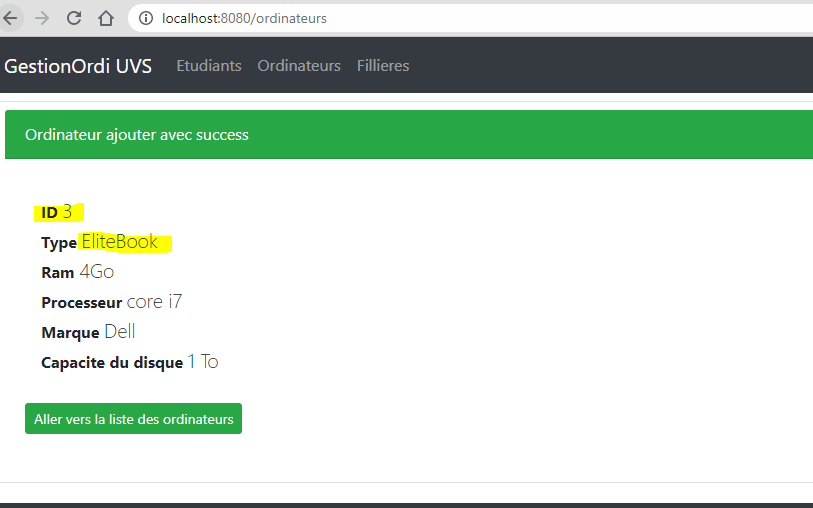 localhost:8080/ordinateurs
GestionOrdi UVS Etudiants Ordinateurs Fillieres
Ordinateur ajouter avec success
ID 3
Type EliteBook
Ram 4Go
Processeur core i7
Marque Dell
Capacite du disque 1 To
Aller vers la liste des ordinateurs